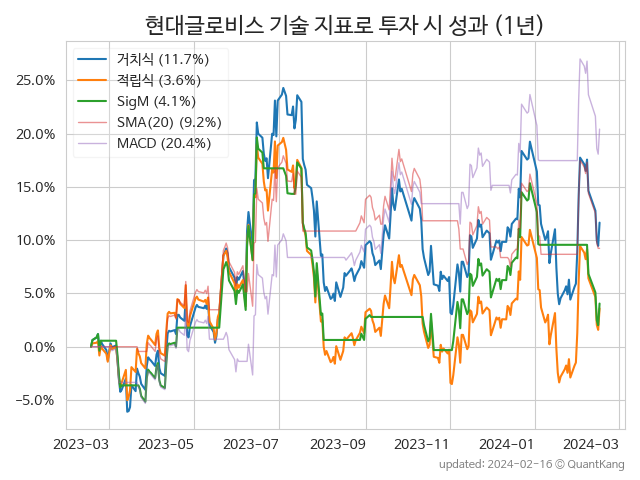 현대글로비스 기술 지표로 투자 시 성과 (1년)
거치식 (11.7%)
적립식 (3.6%)
SigM (4.1%)
SMA(20) (9.2%)
MACD (20.4%)
25.0%
20.0%
15.0%
10.0%
5.0%
0.0%
−5.0%
2023−03 2023−05 2023−07 2023−09 2023−11 2024−01 2024−03
updated: 2024−02−16 © QuantKang